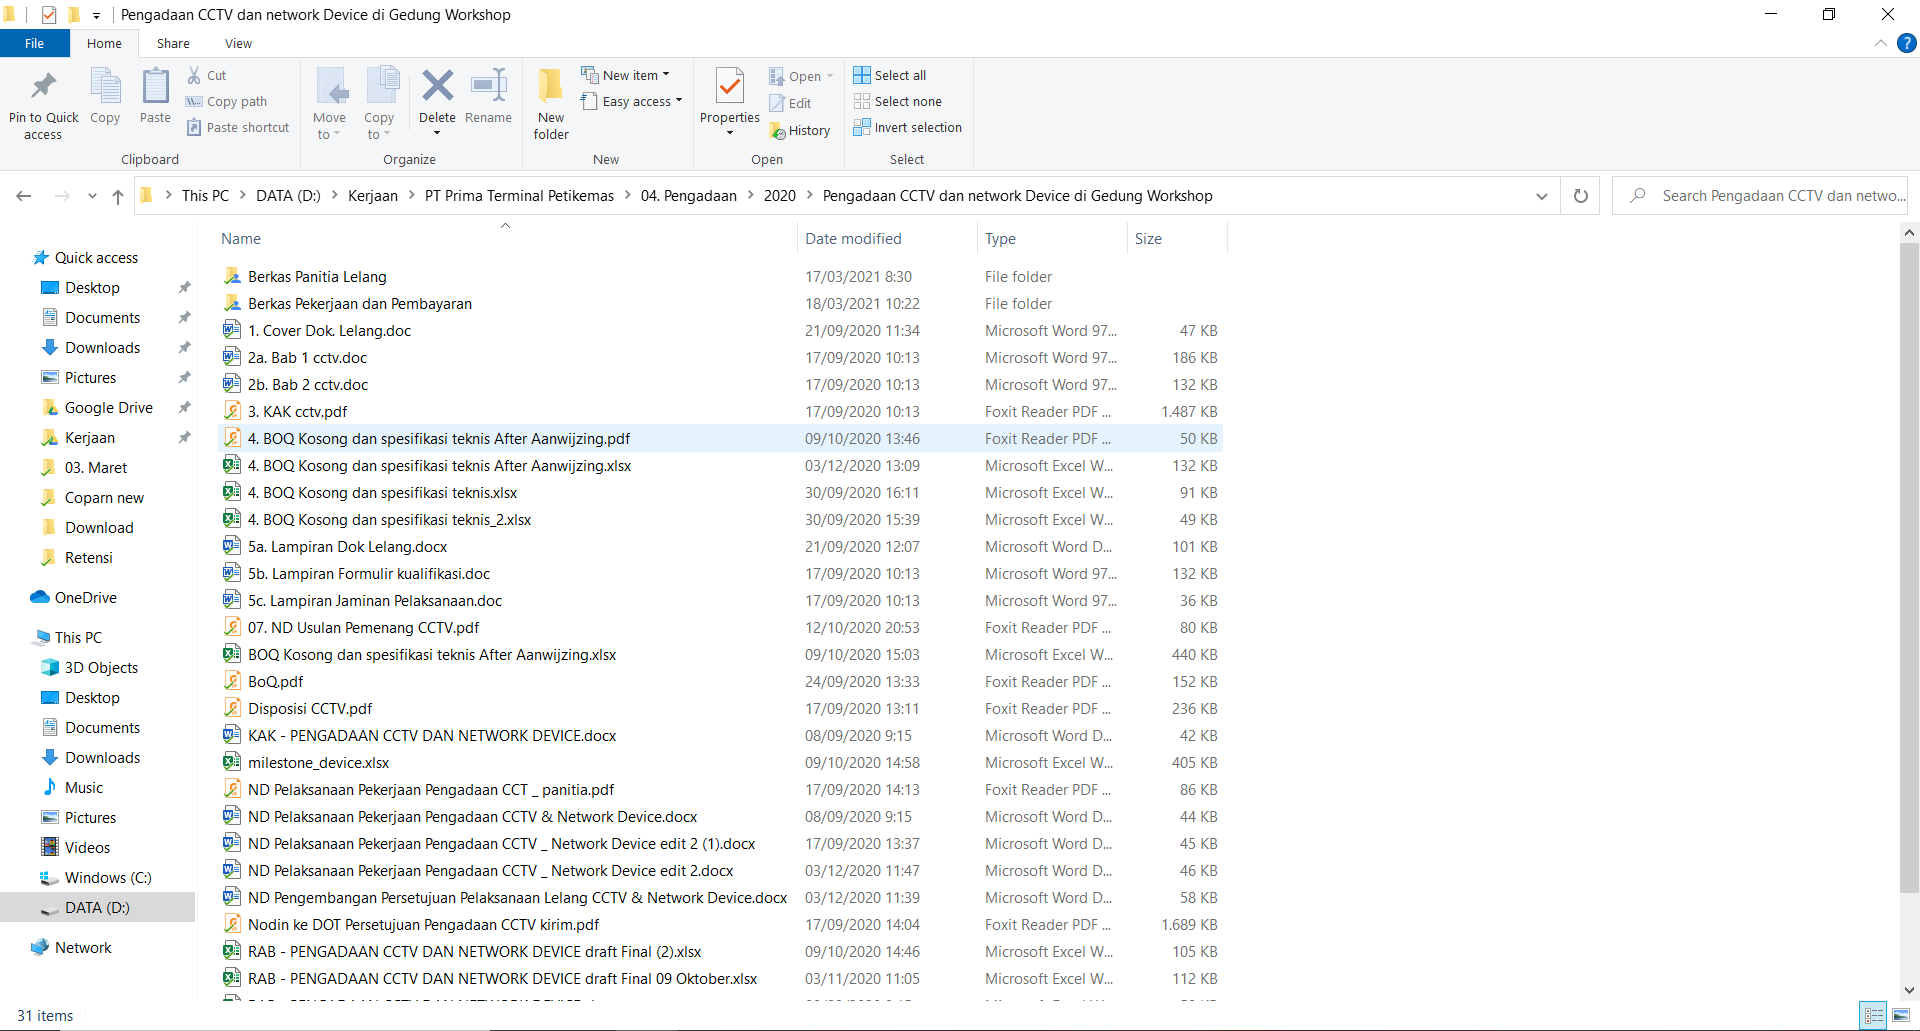 Pengadaan CCTV dan network Device di Gedung Workshop
File Home Share View
Pin to Quick access
Copy
Paste
Cut
Copy path
Paste shortcut
Clipboard
Move to
Copy to
Delete
Rename
Organize
New folder
New item
Easy access
New
Properties
Open
Edit
History
Open
Select all
Select none
Invert selection
Select
This PC > DATA (D:) > Kerjaan > PT Prima Terminal Petikemas > 04. Pengadaan > 2020 > Pengadaan CCTV dan network Device di Gedung Workshop
Search Pengadaan CCTV dan netwo...
Quick access
Desktop
Documents
Downloads
Pictures
Google Drive
Kerjaan
03. Maret
Coparn new
Download
Retensi
OneDrive
This PC
3D Objects
Desktop
Documents
Downloads
Music
Pictures
Videos
Windows (C:)
DATA (D:)
Network
Name Date modified Type Size
Berkas Panitia Lelang 17/03/2021 8:30 File folder
Berkas Pekerjaan dan Pembayaran 18/03/2021 10:22 File folder
1. Cover Dok. Lelang.doc 21/09/2020 11:34 Microsoft Word 97... 47 KB
2a. Bab 1 cctv.doc 17/09/2020 10:13 Microsoft Word 97... 186 KB
2b. Bab 2 cctv.doc 17/09/2020 10:13 Microsoft Word 97... 132 KB
3. KAK cctv.pdf 17/09/2020 10:13 Foxit Reader PDF ... 1.487 KB
4. BOQ Kosong dan spesifikasi teknis After Aanwijzing.pdf 09/10/2020 13:46 Foxit Reader PDF ... 50 KB
4. BOQ Kosong dan spesifikasi teknis After Aanwijzing.xlsx 03/12/2020 13:09 Microsoft Excel W... 132 KB
4. BOQ Kosong dan spesifikasi teknis.xlsx 30/09/2020 16:11 Microsoft Excel W... 91 KB
4. BOQ Kosong dan spesifikasi teknis_2.xlsx 30/09/2020 15:39 Microsoft Excel W... 49 KB
5a. Lampiran Dok Lelang.docx 21/09/2020 12:07 Microsoft Word D... 101 KB
5b. Lampiran Formulir kualifikasi.doc 17/09/2020 10:13 Microsoft Word 97... 132 KB
5c. Lampiran Jaminan Pelaksanaan.doc 17/09/2020 10:13 Microsoft Word 97... 36 KB
07. ND Usulan Pemenang CCTV.pdf 12/10/2020 20:53 Foxit Reader PDF ... 80 KB
BOQ Kosong dan spesifikasi teknis After Aanwijzing.xlsx 09/10/2020 15:03 Microsoft Excel W... 440 KB
BoQ.pdf 24/09/2020 13:33 Foxit Reader PDF ... 152 KB
Disposisi CCTV.pdf 17/09/2020 13:11 Foxit Reader PDF ... 236 KB
KAK - PENGADAAN CCTV DAN NETWORK DEVICE.docx 08/09/2020 9:15 Microsoft Word D... 42 KB
milestone_device.xlsx 09/10/2020 14:58 Microsoft Excel W... 405 KB
ND Pelaksanaan Pekerjaan Pengadaan CCT _ panitia.pdf 17/09/2020 14:13 Foxit Reader PDF ... 86 KB
ND Pelaksanaan Pekerjaan Pengadaan CCTV & Network Device.docx 08/09/2020 9:15 Microsoft Word D... 44 KB
ND Pelaksanaan Pekerjaan Pengadaan CCTV _ Network Device edit 2 (1).docx 17/09/2020 13:37 Microsoft Word D... 45 KB
ND Pelaksanaan Pekerjaan Pengadaan CCTV _ Network Device edit 2.docx 03/12/2020 11:47 Microsoft Word D... 46 KB
ND Pengembangan Persetujuan Pelaksanaan Lelang CCTV & Network Device.docx 03/12/2020 11:39 Microsoft Word D... 58 KB
Nodin ke DOT Persetujuan Pengadaan CCTV kirim.pdf 17/09/2020 14:04 Foxit Reader PDF ... 1.689 KB
RAB - PENGADAAN CCTV DAN NETWORK DEVICE draft Final (2).xlsx 09/10/2020 14:46 Microsoft Excel W... 105 KB
RAB - PENGADAAN CCTV DAN NETWORK DEVICE draft Final 09 Oktober.xlsx 03/11/2020 11:05 Microsoft Excel W... 112 KB
31 items